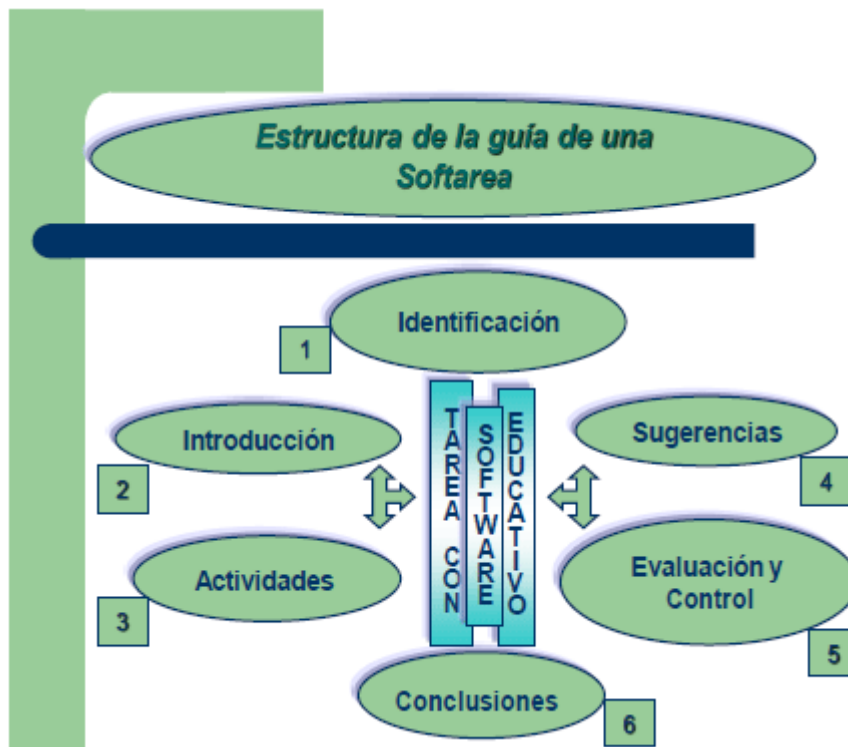 Estructura de la guía de una
Softarea
Identificación
1
Introducción
2
Actividades
3
TAREA CON
SOFTWARE
EDUCATIVO
Sugerencias
4
Evaluación y
Control
5
Conclusiones
6